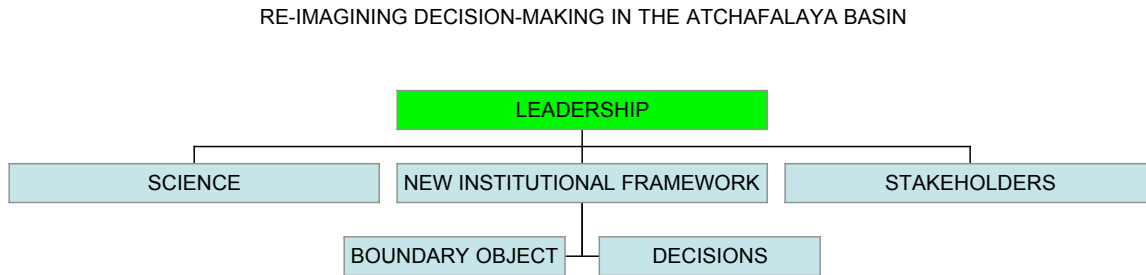 RE-IMAGINING DECISION-MAKING IN THE ATCHAFALAYA BASIN
LEADERSHIP
SCIENCE
NEW INSTITUTIONAL FRAMEWORK
STAKEHOLDERS
BOUNDARY OBJECT
DECISIONS